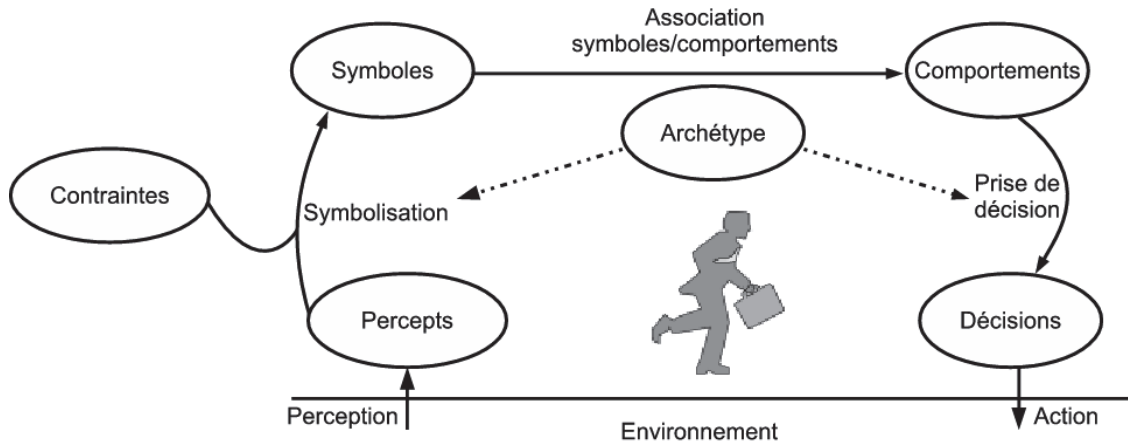 Association
symboles/comportements
Symboles
Comportements
Archétype
Contraintes
Symbolisation
Prise de
décision
Percepts
Décisions
Perception
Action
Environnement